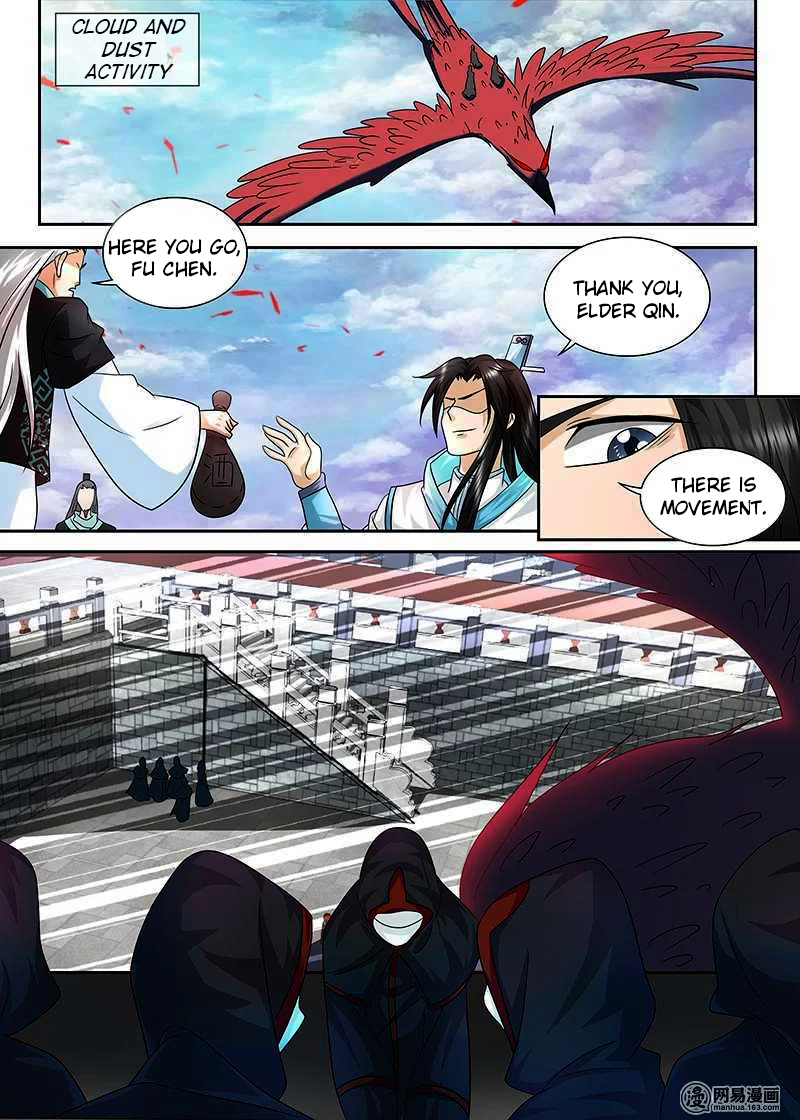 CLOUD AND
DUST
ACTIVITY
HERE YOU GO,
FU CHEN.
THANK YOU,
ELDER QIN.
酒
THERE IS
MOVEMENT.
漫 网易漫画
manhua.163.com